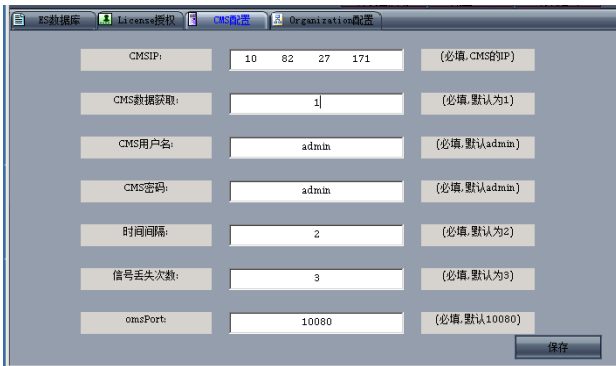 ES数据库 License授权 CMS配置 Organization配置
CMSIP: 10 82 27 171 (必填,CMS的IP)
CMS数据获取: 1 (必填,默认为1)
CMS用户名: admin (必填,默认admin)
CMS密码: admin (必填,默认admin)
时间间隔: 2 (必填,默认为2)
信号丢失次数: 3 (必填,默认为3)
omsPort: 10080 (必填,默认10080)
保存